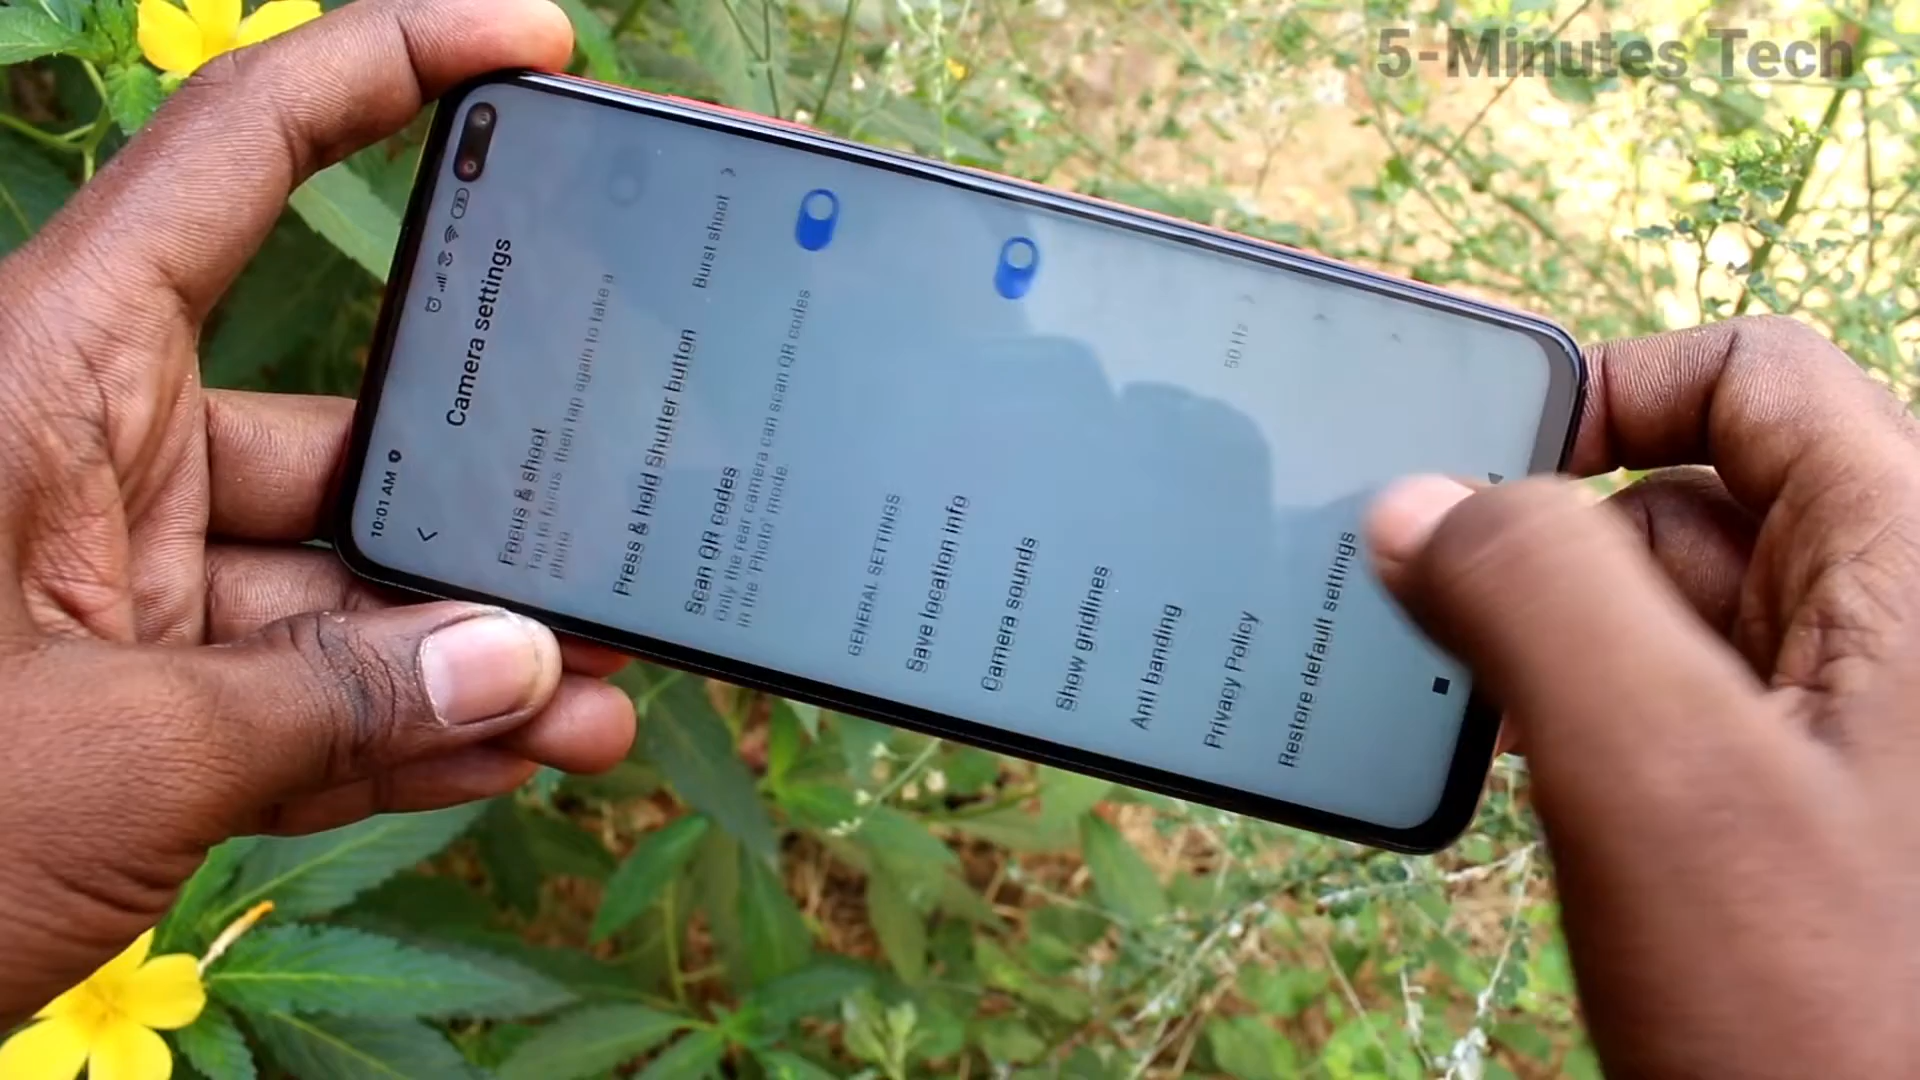 5-Minutes Tech
10:01 AM
73
Camera settings
Focus & shoot
Tap to focus, then tap again to take a
photo
Press & hold Shutter button
Burst shoot
Scan QR codes
Only the rear camera can scan QR codes
in the "Photo" mode.
GENERAL SETTINGS
Save location info
Camera sounds
Show gridlines
Anti banding
50 Hz
Privacy Policy
Restore default settings